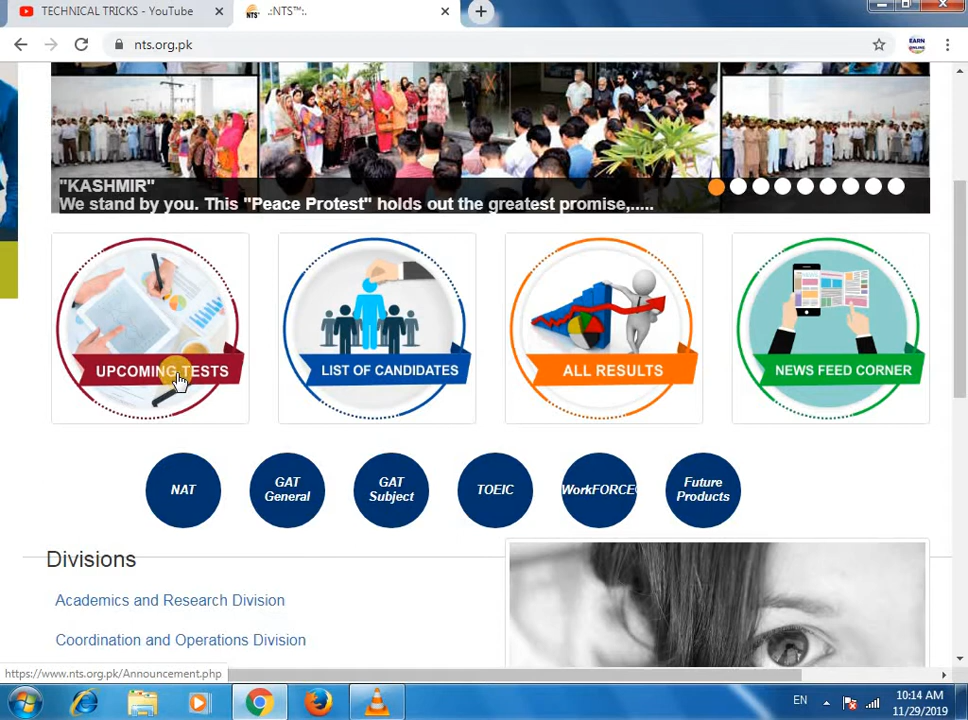 TECHNICAL TRICKS - YouTube
NTS
.:NTS™:.
nts.org.pk
EARN
ONLINE
"KASHMIR"
We stand by you. This "Peace Protest" holds out the greatest promise,.....
UPCOMING TESTS
LIST OF CANDIDATES
ALL RESULTS
NEWS FEED CORNER
NAT
GAT
General
GAT
Subject
TOEIC
WorkFORCE®
Future
Products
Divisions
Academics and Research Division
Coordination and Operations Division
https://www.nts.org.pk/Announcement.php
EN
10:14 AM
11/29/2019